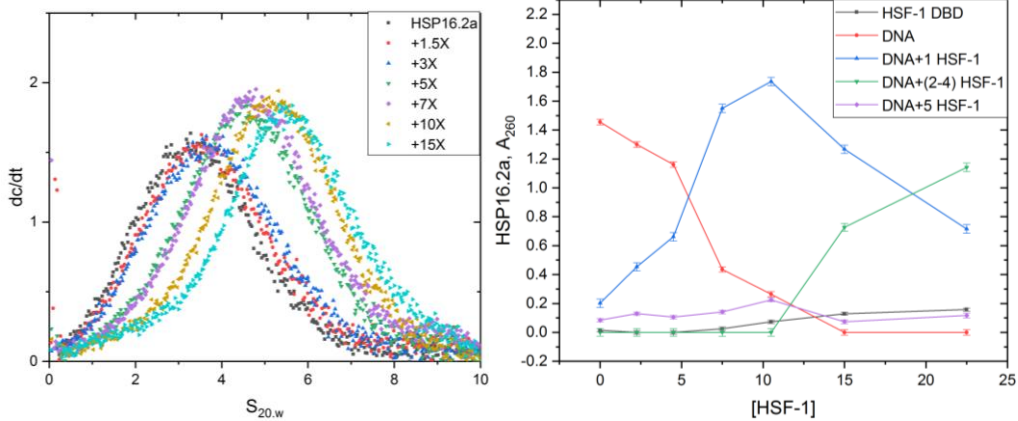 HSP16.2a
+1.5X
+3X
+5X
+7X
+10X
+15X
dc/dt
2
1
0
0 2 4 6 8 10
S20.w
HSF-1 DBD
DNA
DNA+1 HSF-1
DNA+(2-4) HSF-1
DNA+5 HSF-1
HSP16.2a, A260
2.2
2.0
1.8
1.6
1.4
1.2
1.0
0.8
0.6
0.4
0.2
0.0
-0.2
0 5 10 15 20 25
[HSF-1]